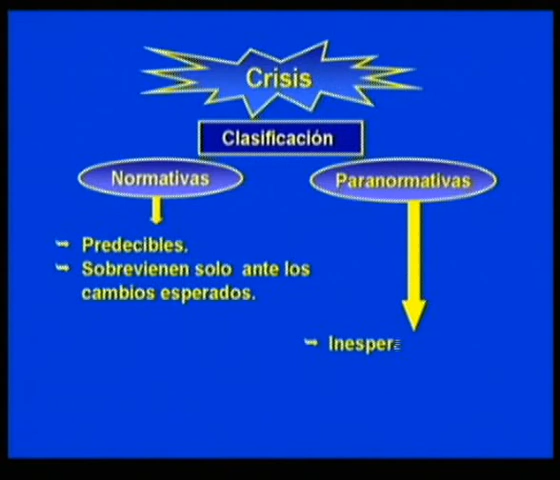 Crisis
Clasificación
Normativas
Paranormativas
Predecibles.
Sobrevienen solo ante los
cambios esperados.